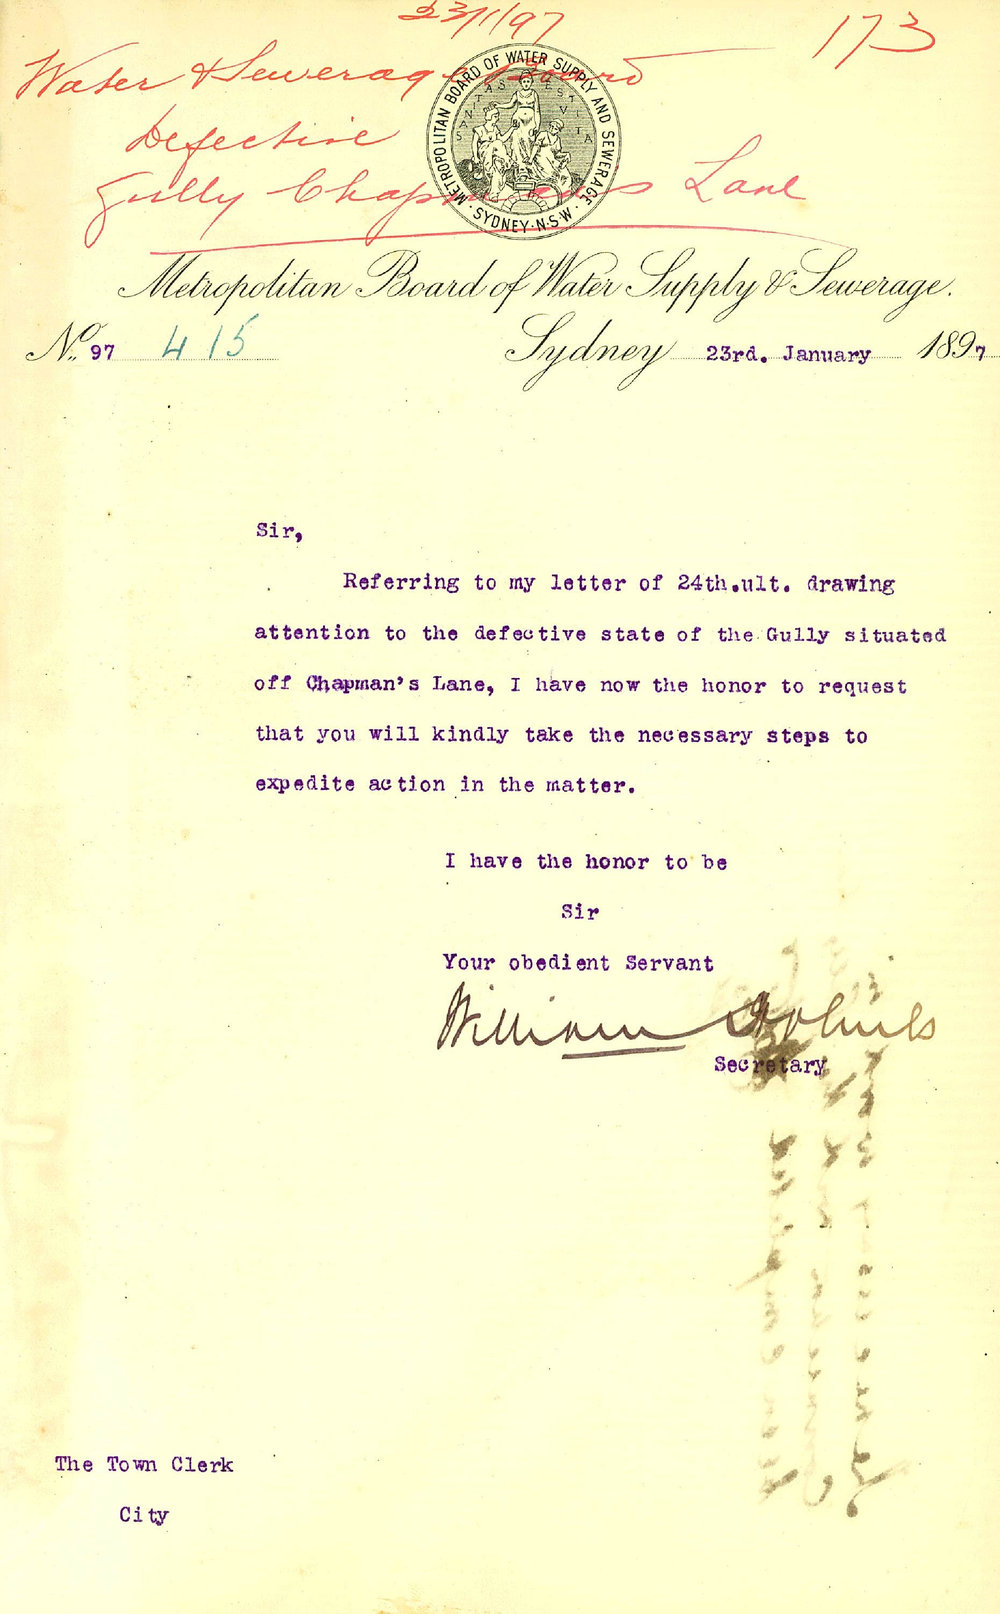 23/1/97
173
Water & Sewerage Board
Defective
Gully Chapman's Lane
METROPOLITAN BOARD OF WATER SUPPLY AND SEWERAGE
· SYDNEY · N·S·W ·
Metropolitan Board of Water Supply & Sewerage.
No. 97 415 Sydney 23rd. January 1897
Sir,
Referring to my letter of 24th.ult. drawing
attention to the defective state of the Gully situated
off Chapman's Lane, I have now the honor to request
that you will kindly take the necessary steps to
expedite action in the matter.
I have the honor to be
Sir
Your obedient Servant
William
Secretary
The Town Clerk
City